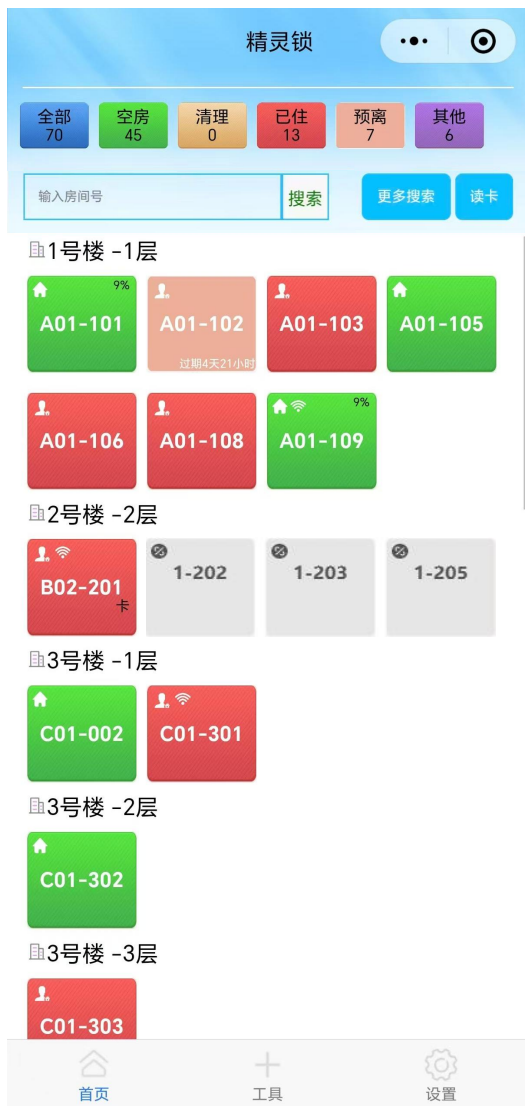 精灵锁
全部 空房 清理 已住 预离 其他
70 45 0 13 7 6
输入房间号 搜索 更多搜索 读卡
1号楼 -1层
9%
A01-101 A01-102 A01-103 A01-105
过期4天21小时
9%
A01-106 A01-108 A01-109
2号楼 -2层
B02-201 1-202 1-203 1-205
卡
3号楼 -1层
C01-002 C01-301
3号楼 -2层
C01-302
3号楼 -3层
C01-303
首页 工具 设置